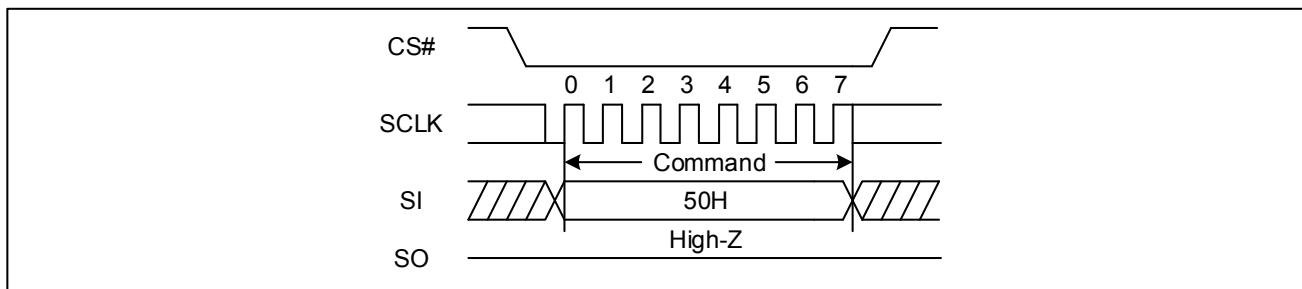 CS#
0 1 2 3 4 5 6 7
SCLK
Command
SI 50H
High-Z
SO